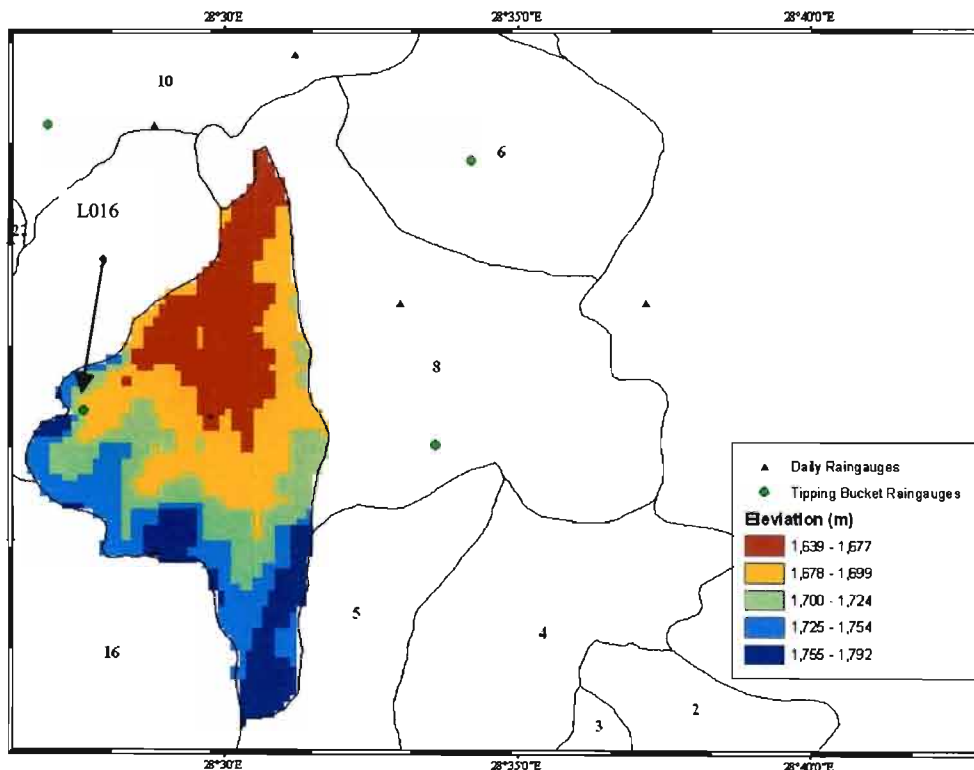 28°30'E 28°35'0"E 28°40'0"E
10
6
L016
22
8
Daily Raingauges
Tipping Bucket Raingauges
Elevation (m)
1,639 - 1,677
1,678 - 1,699
1,700 - 1,724
1,725 - 1,754
1,755 - 1,792
5
4
16
2
3
28°30'E 28°35'0"E 28°40'0"E